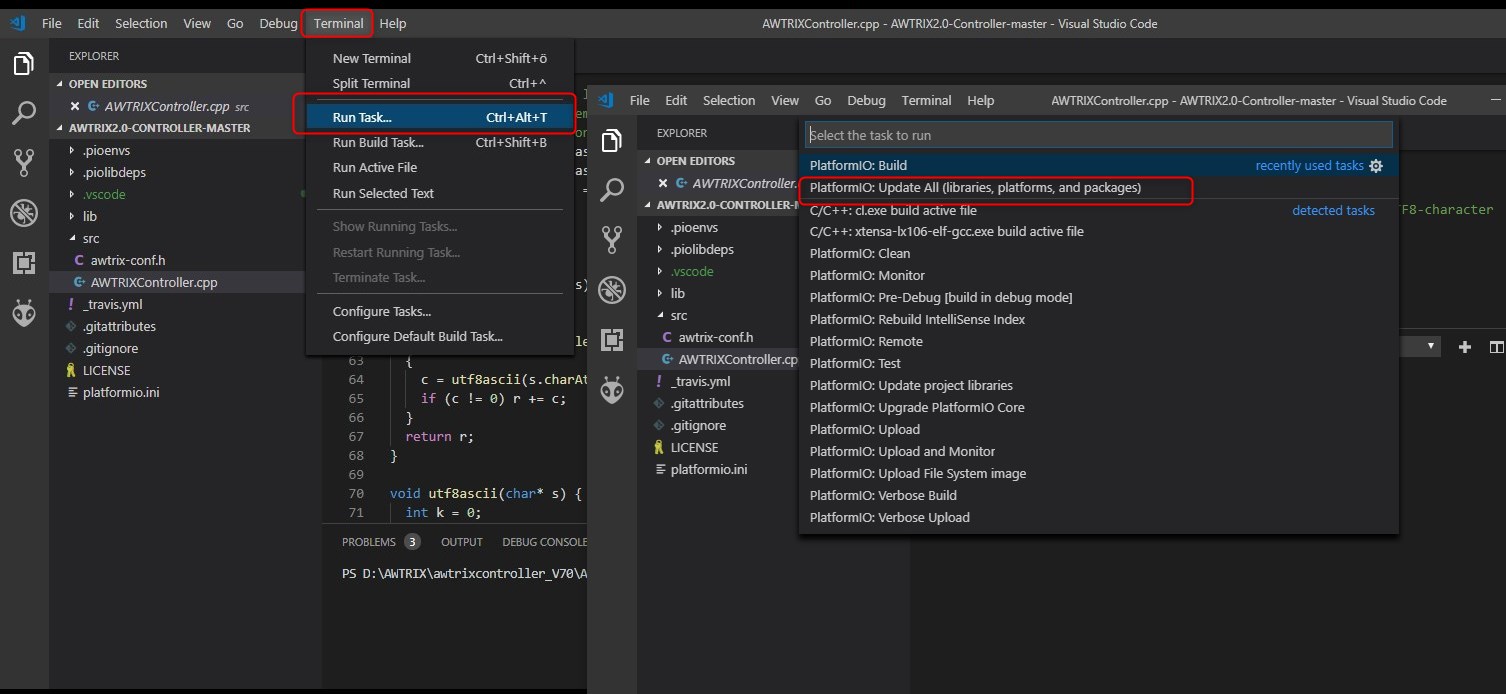 File Edit Selection View Go Debug Terminal Help
AWTRIXController.cpp - AWTRIX2.0-Controller-master - Visual Studio Code
EXPLORER
OPEN EDITORS
AWTRIXController.cpp src
AWTRIX2.0-CONTROLLER-MASTER
.pioenvs
.piolibdeps
.vscode
lib
src
C awtrix-conf.h
AWTRIXController.cpp
! _travis.yml
.gitattributes
.gitignore
LICENSE
platformio.ini
New Terminal Ctrl+Shift+ö
Split Terminal Ctrl+^
Run Task... Ctrl+Alt+T
Run Build Task... Ctrl+Shift+B
Run Active File
Run Selected Text
Show Running Tasks...
Restart Running Task...
Terminate Task...
Configure Tasks...
Configure Default Build Task...
63 {
64 c = utf8ascii(s.charAt
65 if (c != 0) r += c;
66 }
67 return r;
68 }
69
70 void utf8ascii(char* s) {
71 int k = 0;
PROBLEMS 3 OUTPUT DEBUG CONSOLE
PS D:\AWTRIX\awtrixcontroller_V70\A
File Edit Selection View Go Debug Terminal Help
AWTRIXController.cpp - AWTRIX2.0-Controller-master - Visual Studio Code
EXPLORER
OPEN EDITORS
AWTRIXController.
AWTRIX2.0-CONTROLLER-M
.pioenvs
.piolibdeps
.vscode
lib
src
C awtrix-conf.h
AWTRIXController.cp
! _travis.yml
.gitattributes
.gitignore
LICENSE
platformio.ini
Select the task to run
PlatformIO: Build recently used tasks
PlatformIO: Update All (libraries, platforms, and packages)
C/C++: cl.exe build active file detected tasks
C/C++: xtensa-lx106-elf-gcc.exe build active file
PlatformIO: Clean
PlatformIO: Monitor
PlatformIO: Pre-Debug [build in debug mode]
PlatformIO: Rebuild IntelliSense Index
PlatformIO: Remote
PlatformIO: Test
PlatformIO: Update project libraries
PlatformIO: Upgrade PlatformIO Core
PlatformIO: Upload
PlatformIO: Upload and Monitor
PlatformIO: Upload File System image
PlatformIO: Verbose Build
PlatformIO: Verbose Upload
F8-character